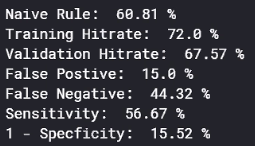 Naive Rule:  60.81 %
Training Hitrate:  72.0 %
Validation Hitrate:  67.57 %
False Postive:  15.0 %
False Negative:  44.32 %
Sensitivity:  56.67 %
1 - Specficity:  15.52 %